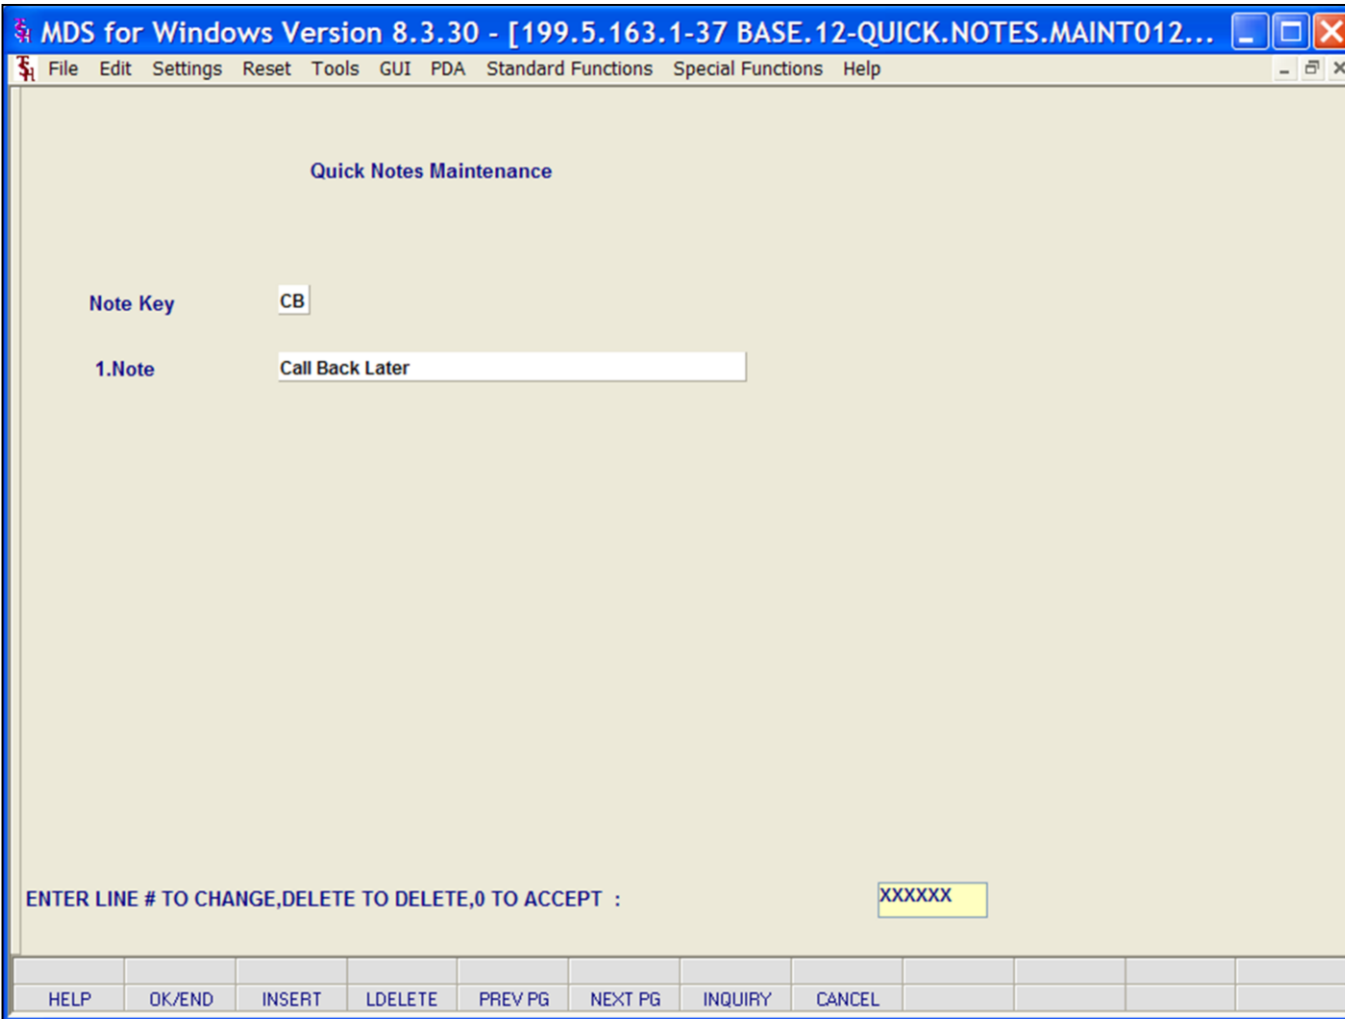 MDS for Windows Version 8.3.30 - [199.5.163.1-37 BASE.12-QUICK.NOTES.MAINT012...
File Edit Settings Reset Tools GUI PDA Standard Functions Special Functions Help
Quick Notes Maintenance
Note Key CB
1.Note Call Back Later
ENTER LINE # TO CHANGE,DELETE TO DELETE,0 TO ACCEPT : XXXXXX
HELP OK/END INSERT LDELETE PREV PG NEXT PG INQUIRY CANCEL